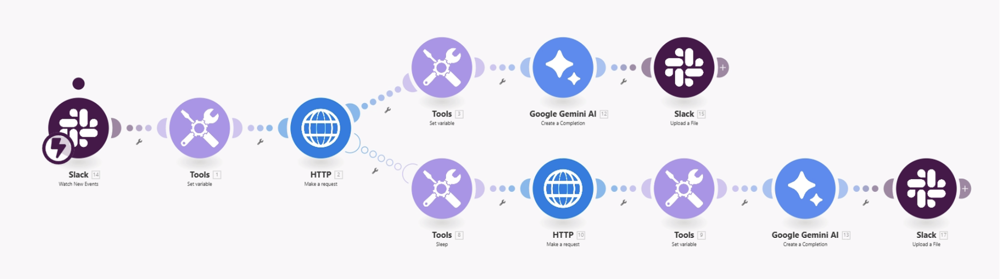 Tools 3
Set variable
Google Gemini AI 12
Create a Completion
Slack 15
Upload a File
Slack 14
Watch New Events
Tools 1
Set variable
HTTP 2
Make a request
Tools 8
Sleep
HTTP 10
Make a request
Tools 9
Set variable
Google Gemini AI 13
Create a Completion
Slack 17
Upload a File